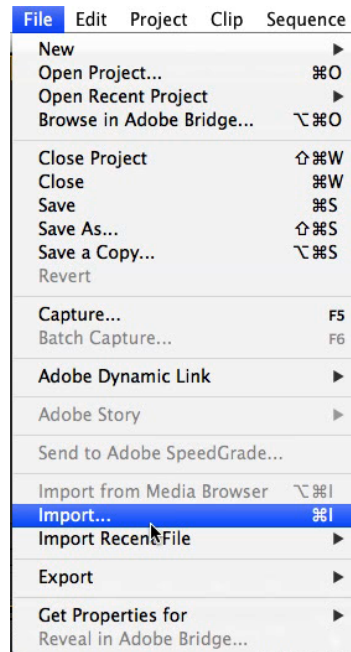 File Edit Project Clip Sequence
New ▶
Open Project... ⌘O
Open Recent Project ▶
Browse in Adobe Bridge... ⌥⌘O
Close Project ⇧⌘W
Close ⌘W
Save ⌘S
Save As... ⇧⌘S
Save a Copy... ⌥⌘S
Revert
Capture... F5
Batch Capture... F6
Adobe Dynamic Link ▶
Adobe Story ▶
Send to Adobe SpeedGrade...
Import from Media Browser ⌥⌘I
Import... ⌘I
Import Recent File ▶
Export ▶
Get Properties for ▶
Reveal in Adobe Bridge...